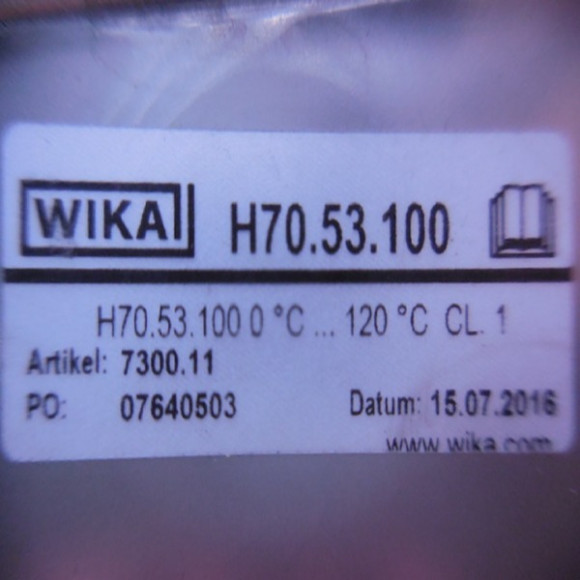 WIKA H70.53.100
H70.53.100 0 °C ... 120 °C CL. 1
Artikel: 7300.11
PO: 07640503 Datum: 15.07.2016
www.wika.com